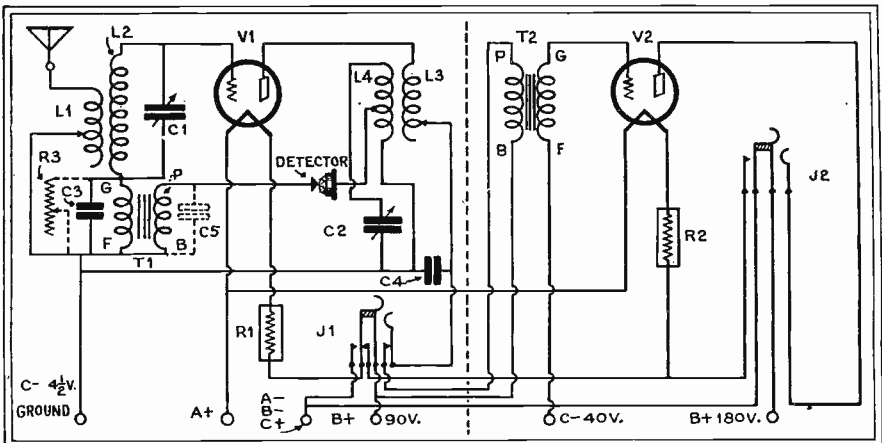 L2
V1
T2
V2
P
G
L4
L3
L1
C1
R3
DETECTOR
B
F
J2
G
P
C3
C5
C2
R2
F
B
T1
C4
R1
J1
C- 4½V.
GROUND
A+
A-
B-
C+
B+
90V.
C-40V.
B+180V.